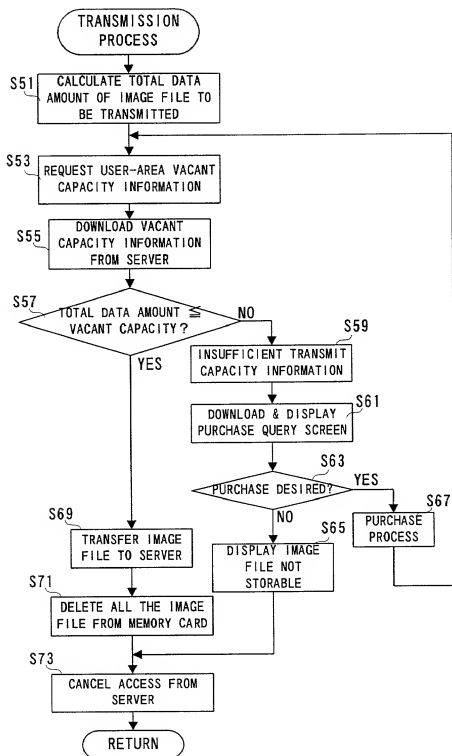 TRANSMISSION
PROCESS
S51
CALCULATE TOTAL DATA
AMOUNT OF IMAGE FILE TO
BE TRANSMITTED
S53
REQUEST USER-AREA VACANT
CAPACITY INFORMATION
S55
DOWNLOAD VACANT
CAPACITY INFORMATION
FROM SERVER
S57
TOTAL DATA AMOUNT ≦
VACANT CAPACITY?
NO
YES
S59
INSUFFICIENT TRANSMIT
CAPACITY INFORMATION
S61
DOWNLOAD & DISPLAY
PURCHASE QUERY SCREEN
S63
PURCHASE DESIRED?
YES
NO
S67
PURCHASE
PROCESS
S65
DISPLAY IMAGE
FILE NOT
STORABLE
S69
TRANSFER IMAGE
FILE TO SERVER
S71
DELETE ALL THE IMAGE
FILE FROM MEMORY CARD
S73
CANCEL ACCESS FROM
SERVER
RETURN